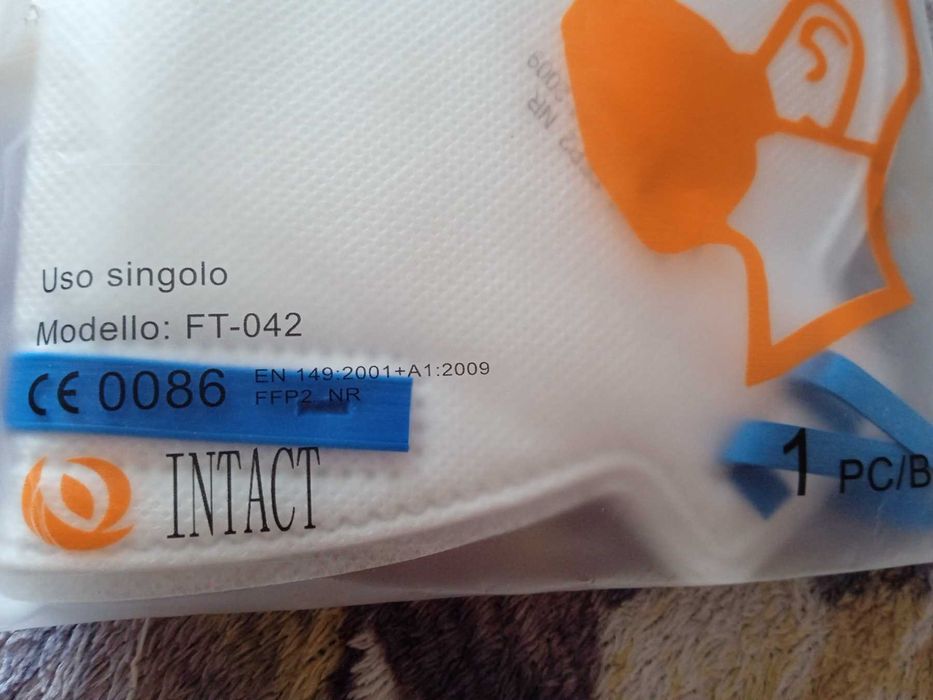 Uso singolo
Modello: FT-042
CE 0086
EN 149:2001+A1:2009
FFP2 NR
INTACT
1 PC/B